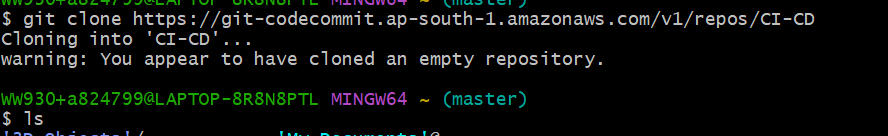 $ git clone https://git-codecommit.ap-south-1.amazonaws.com/v1/repos/CI-CD
Cloning into 'CI-CD'...
warning: You appear to have cloned an empty repository.
WW930+a824799@LAPTOP-8R8N8PTL MINGW64 ~ (master)
$ ls